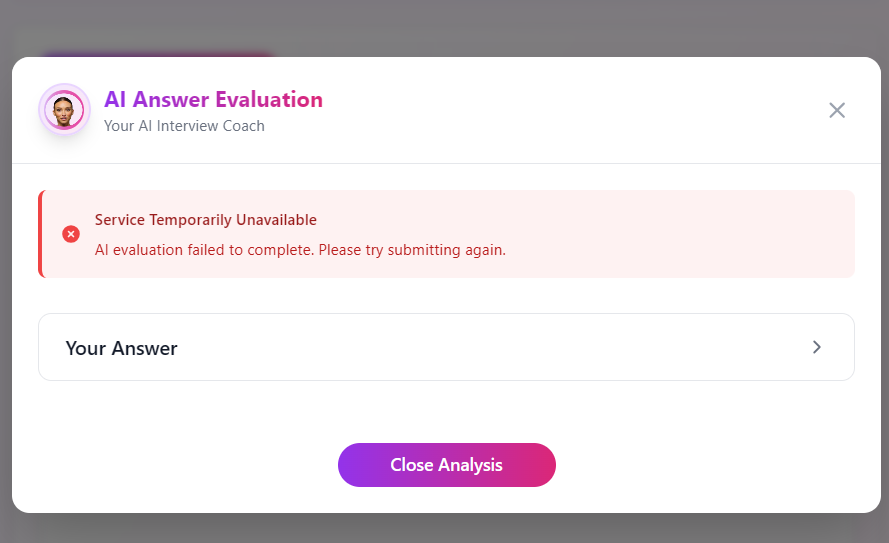 AI Answer Evaluation
Your AI Interview Coach
Service Temporarily Unavailable
AI evaluation failed to complete. Please try submitting again.
Your Answer
Close Analysis